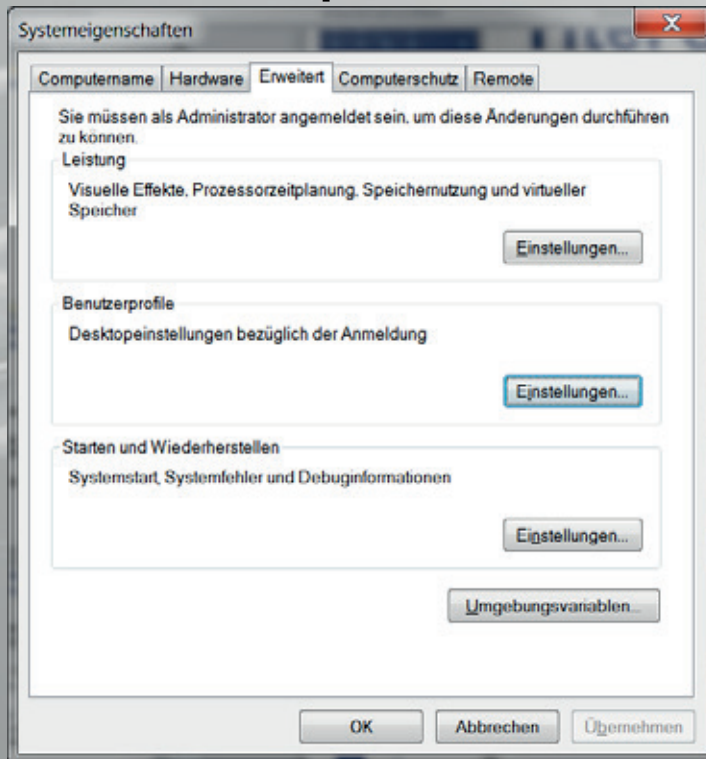 Systemeigenschaften
Computername
Hardware
Erweitert
Computerschutz
Remote
Sie müssen als Administrator angemeldet sein, um diese Änderungen durchführen
zu können.
Leistung
Visuelle Effekte, Prozessorzeitplanung, Speichernutzung und virtueller
Speicher
Einstellungen...
Benutzerprofile
Desktopeinstellungen bezüglich der Anmeldung
Einstellungen...
Starten und Wiederherstellen
Systemstart, Systemfehler und Debuginformationen
Einstellungen...
Umgebungsvariablen...
OK
Abbrechen
Übernehmen